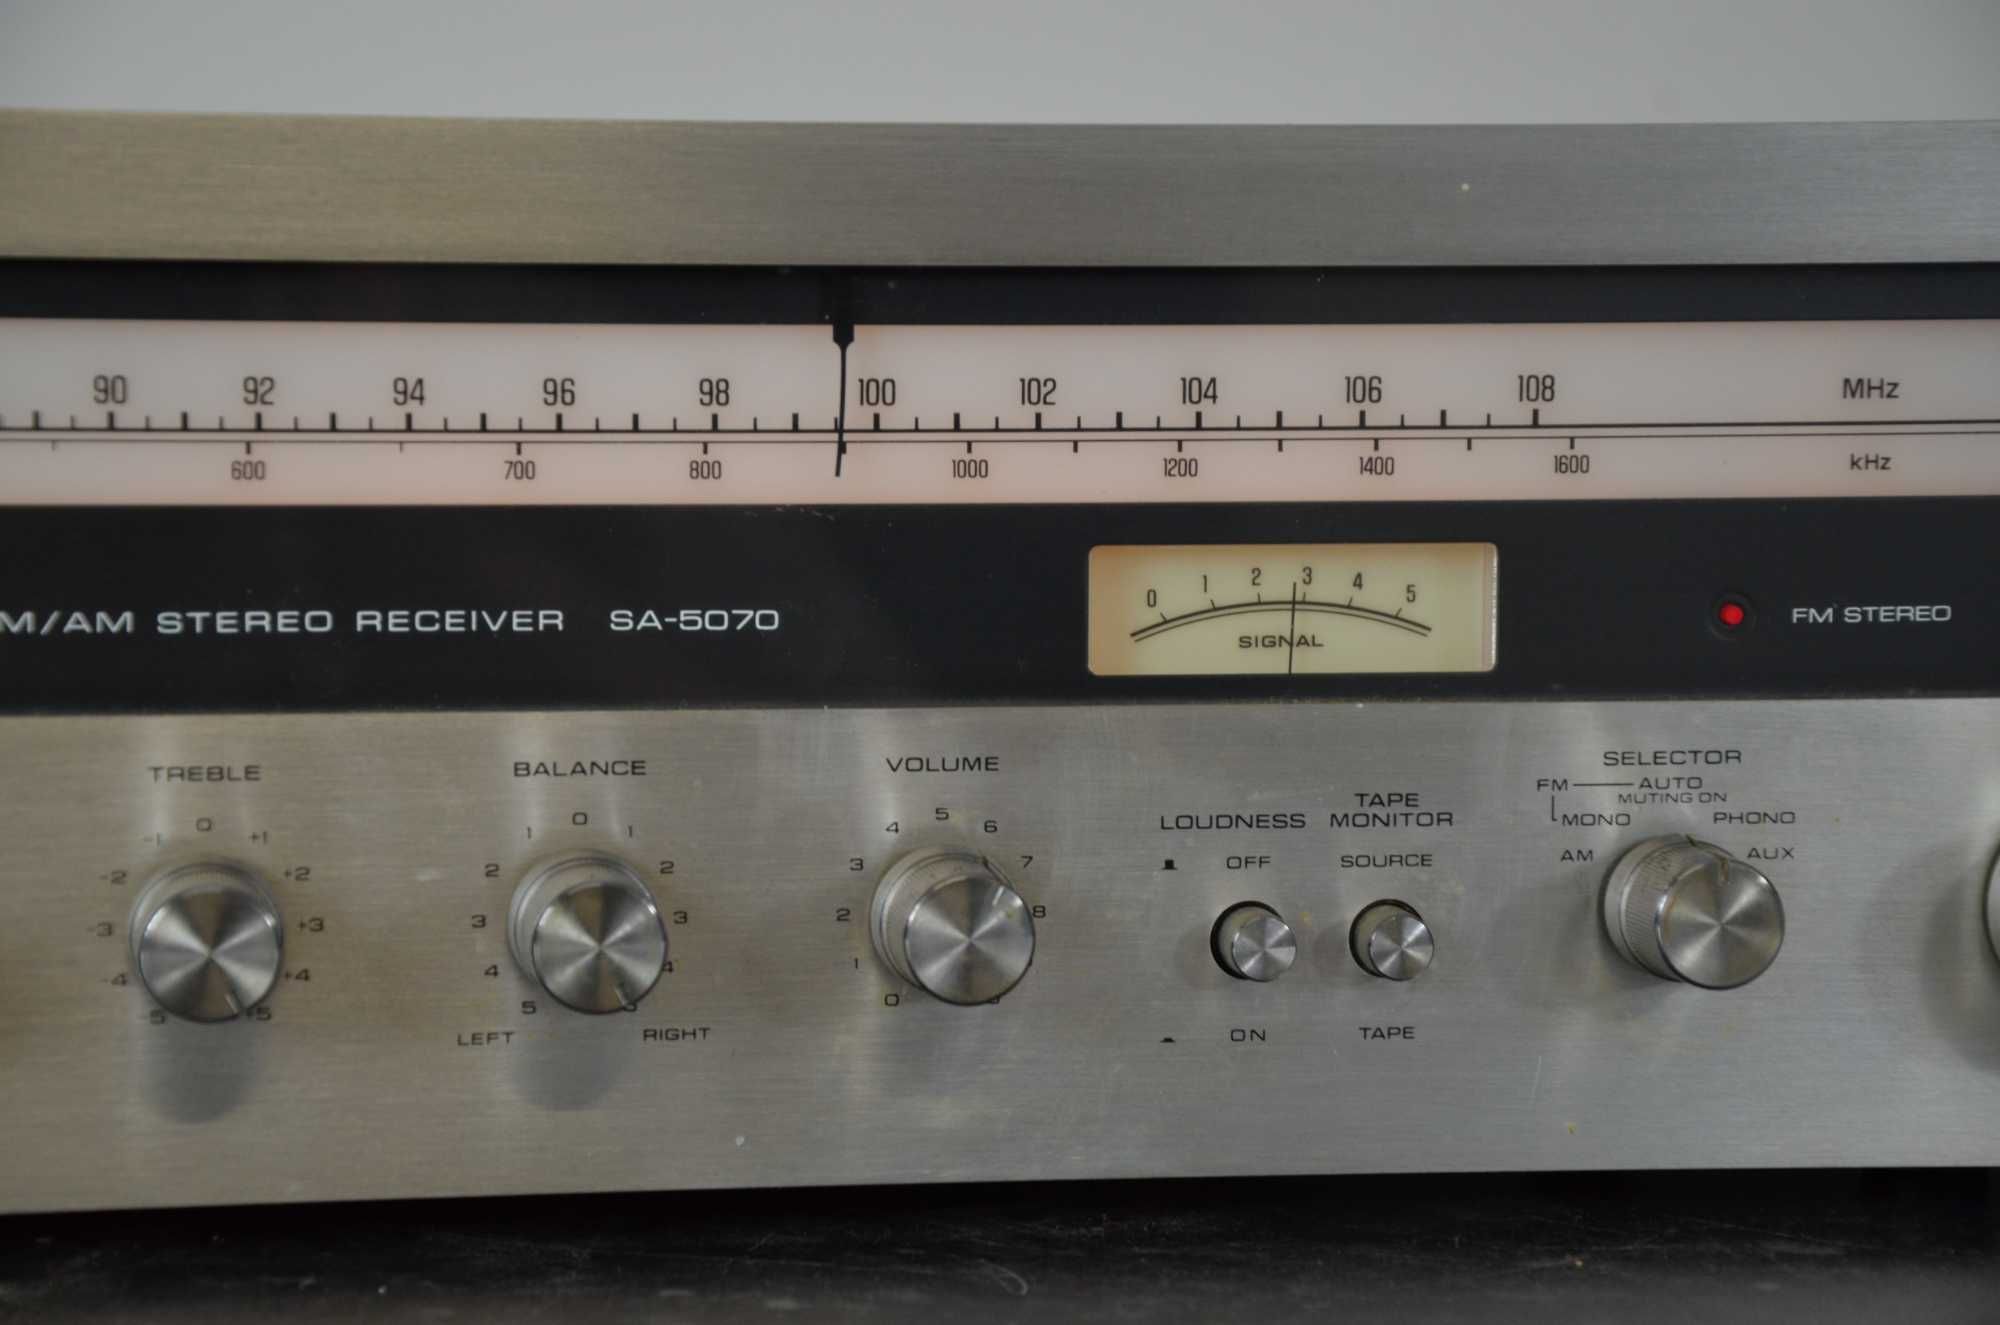 90 92 94 96 98 100 102 104 106 108 MHz
600 700 800 1000 1200 1400 1600 kHz
0 1 2 3 4 5
SIGNAL
M/AM STEREO RECEIVER SA-5070
FM STEREO
TREBLE
-5 -4 -3 -2 -1 0 +1 +2 +3 +4 +5
BALANCE
5 4 3 2 1 0 1 2 3 4 5
LEFT RIGHT
VOLUME
0 1 2 3 4 5 6 7 8
LOUDNESS
OFF
ON
TAPE
MONITOR
SOURCE
TAPE
SELECTOR
FM AUTO
MUTING ON
MONO PHONO
AM AUX